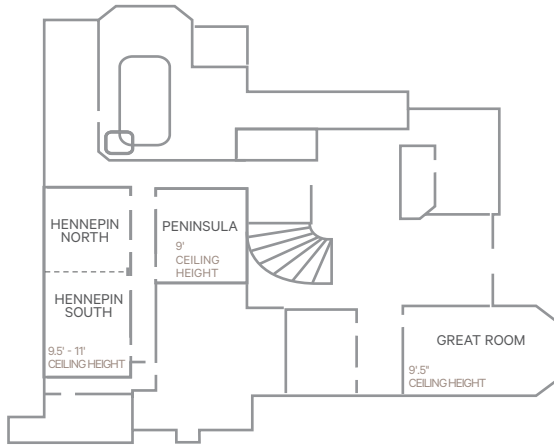 HENNEPIN
NORTH
PENINSULA
9'
CEILING
HEIGHT
HENNEPIN
SOUTH
9.5' - 11'
CEILING HEIGHT
GREAT ROOM
9'.5"
CEILING HEIGHT